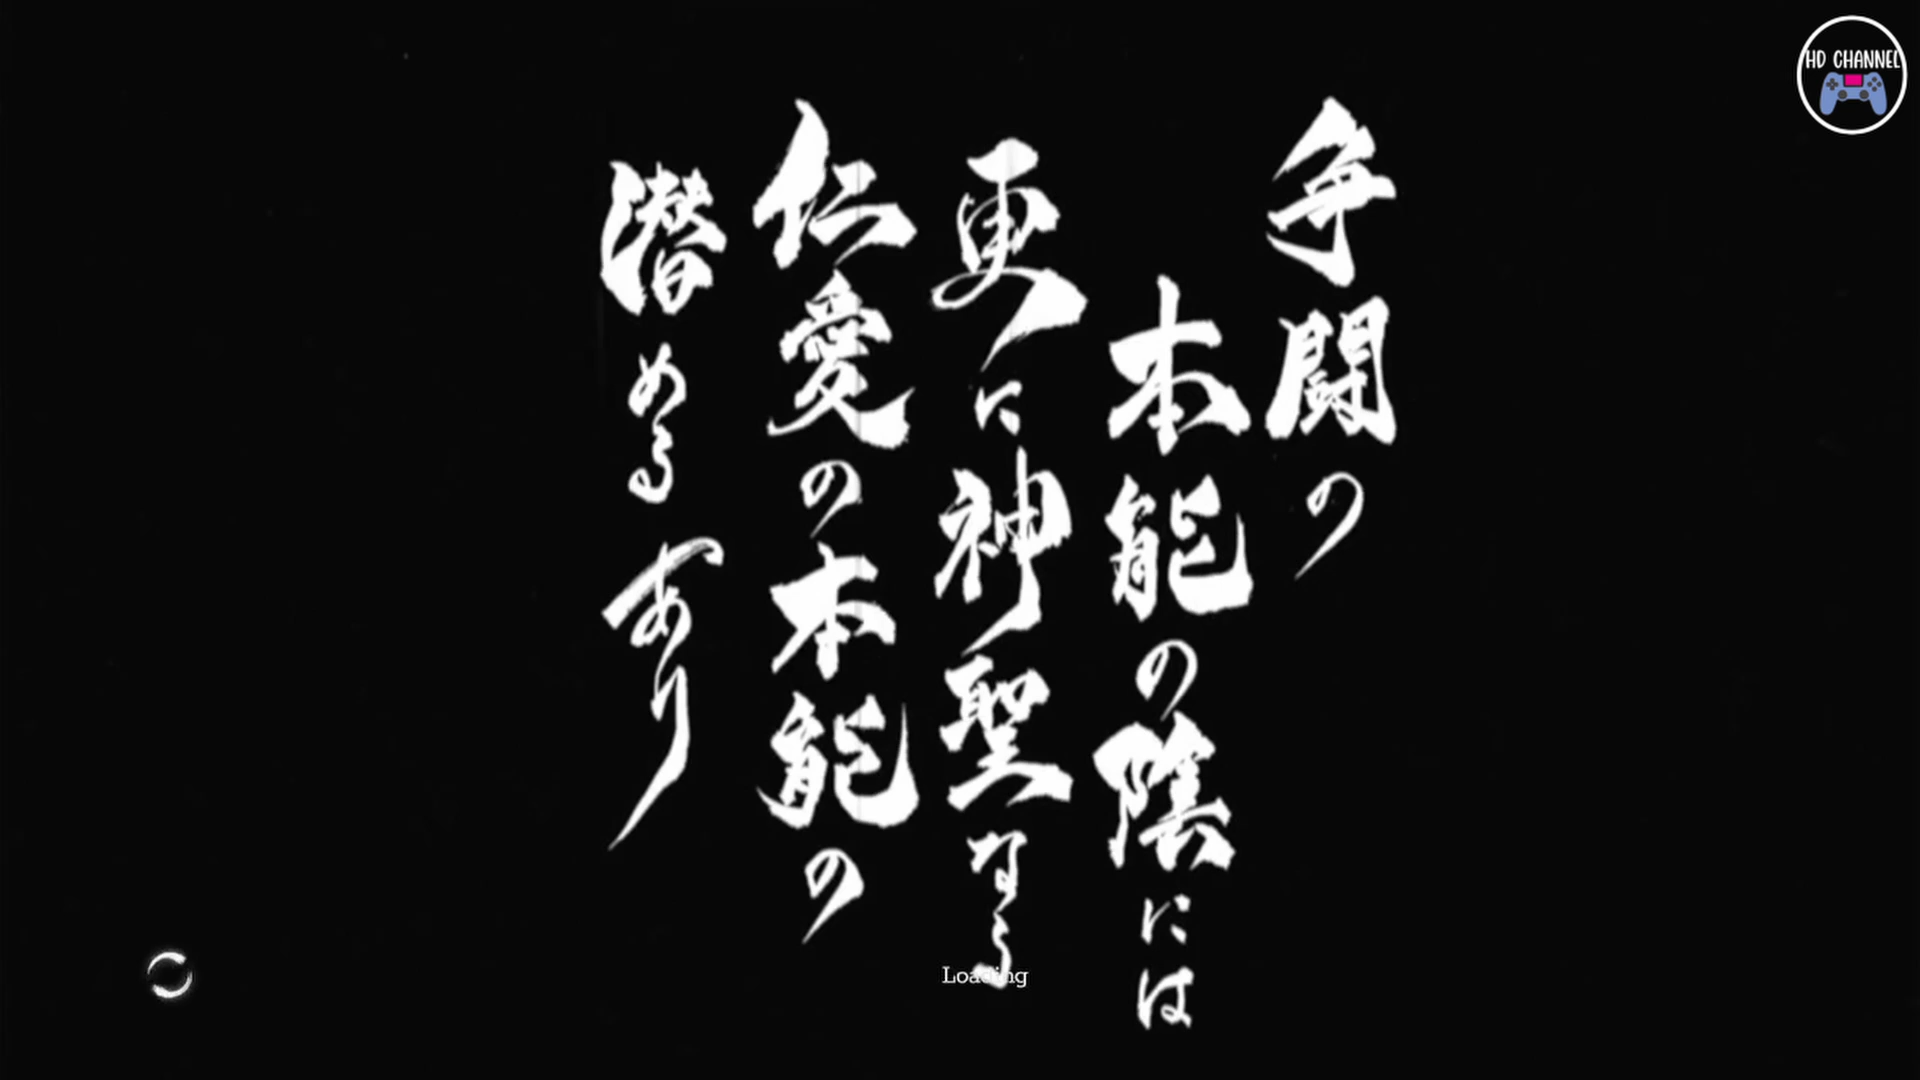 争闘の
本能の陰には
更に神聖なる
仁愛の本能の
潜める あり
Loading
HD CHANNEL